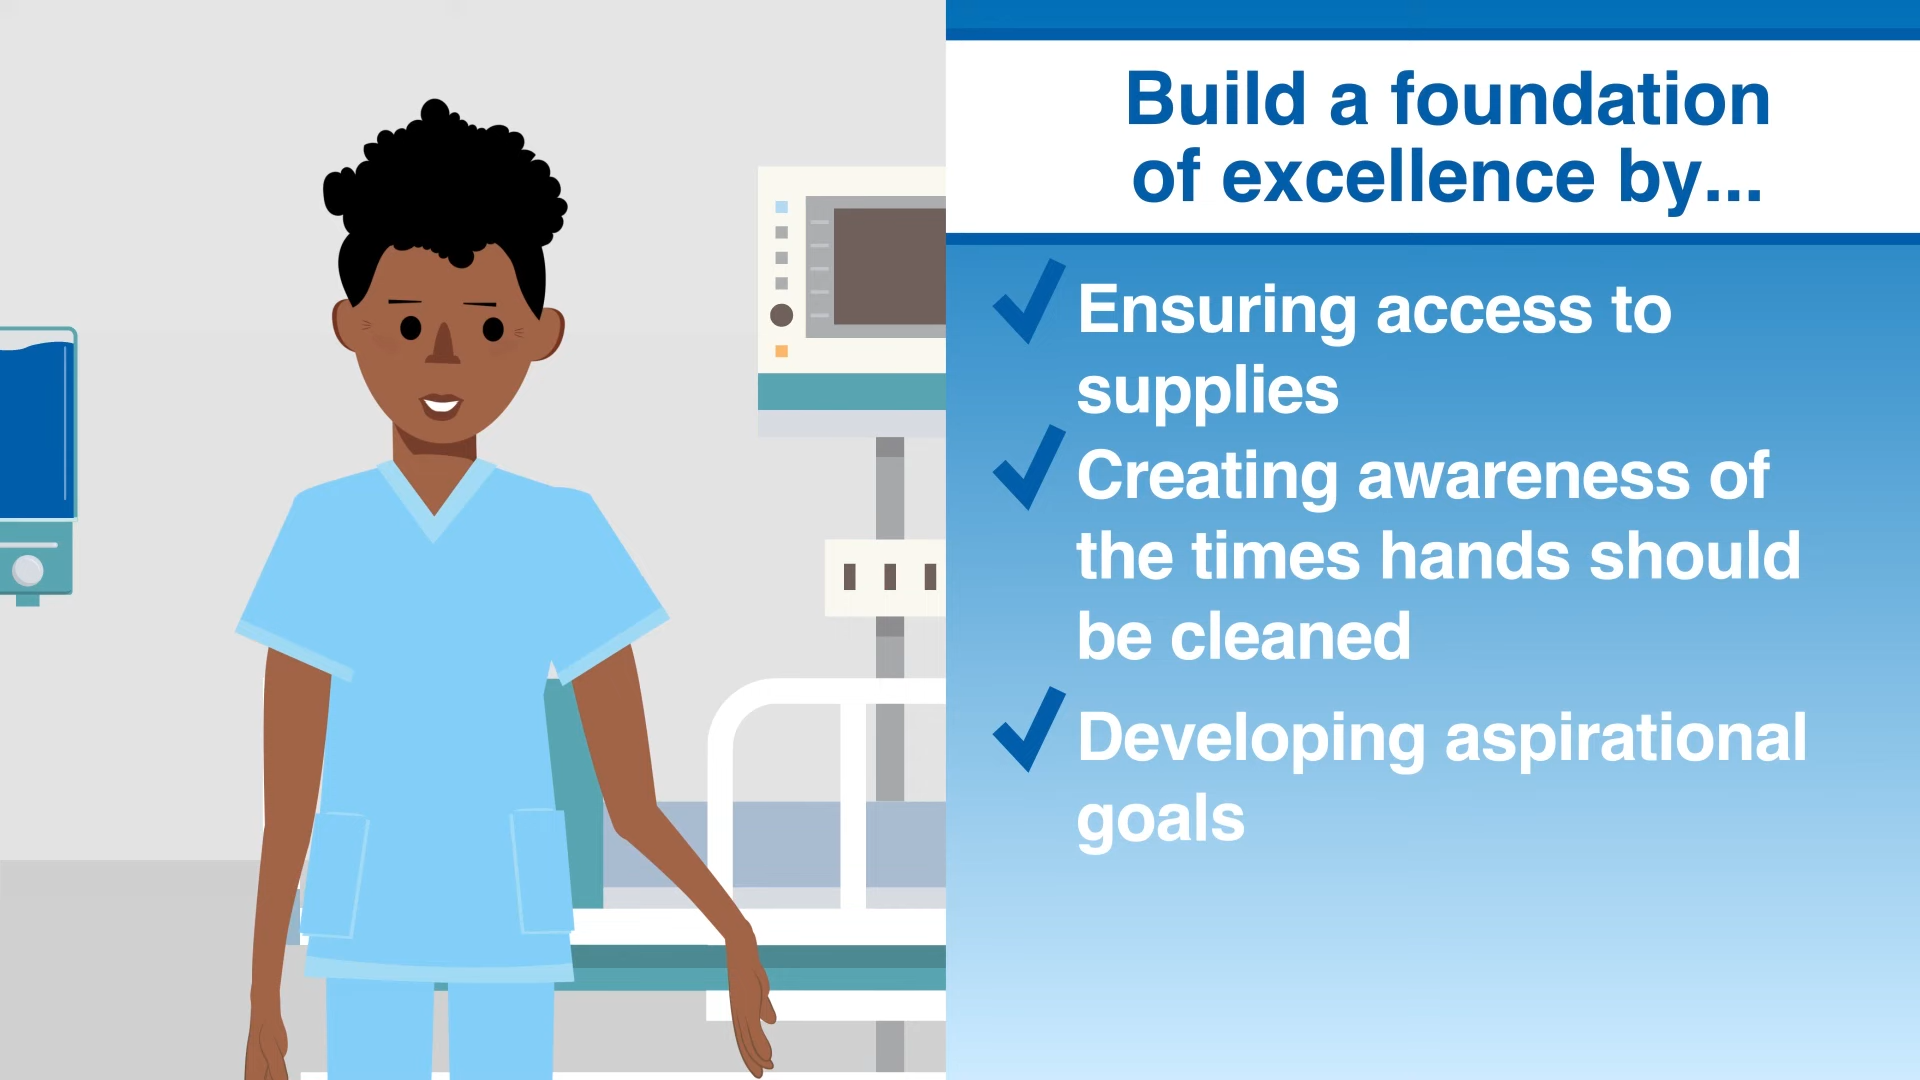 Build a foundation
of excellence by...
Ensuring access to
supplies
Creating awareness of
the times hands should
be cleaned
Developing aspirational
goals